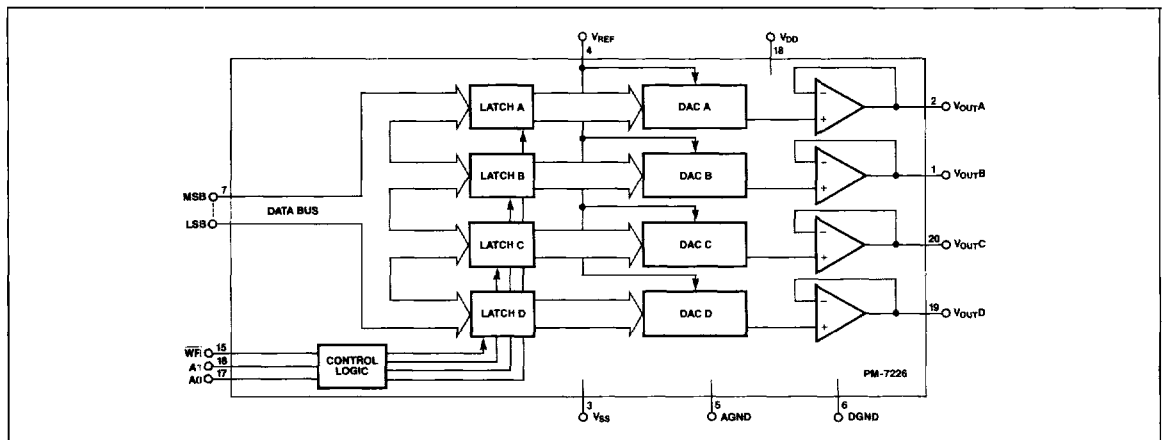 VREF
4
VDD
18
LATCH A
DAC A
-
+
2
VOUTA
LATCH B
DAC B
-
+
1
VOUTB
MSB
7
DATA BUS
LSB
LATCH C
DAC C
-
+
20
VOUTC
LATCH D
DAC D
-
+
19
VOUTD
WR
15
A1
16
A0
17
CONTROL
LOGIC
PM-7226
3
VSS
5
AGND
6
DGND